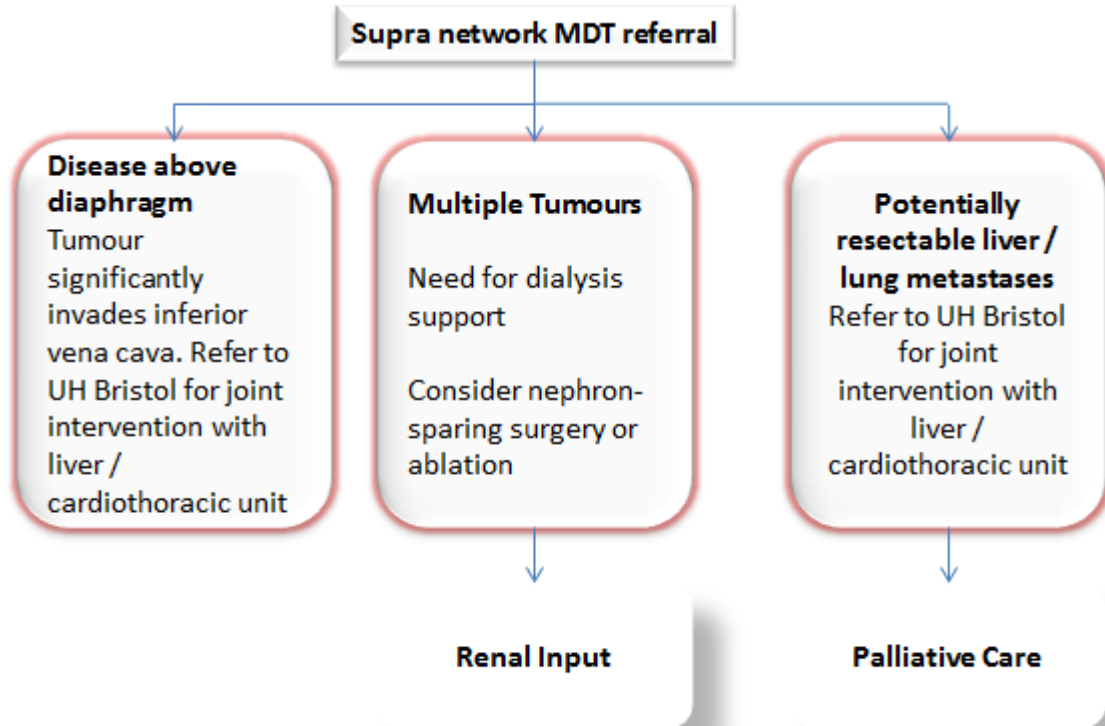 Supra network MDT referral
Disease above
diaphragm
Tumour
significantly
invades inferior
vena cava. Refer to
UH Bristol for joint
intervention with
liver /
cardiothoracic unit
Multiple Tumours
Need for dialysis
support
Consider nephron-
sparing surgery or
ablation
Potentially
resectable liver /
lung metastases
Refer to UH Bristol
for joint
intervention with
liver /
cardiothoracic unit
Renal Input
Palliative Care